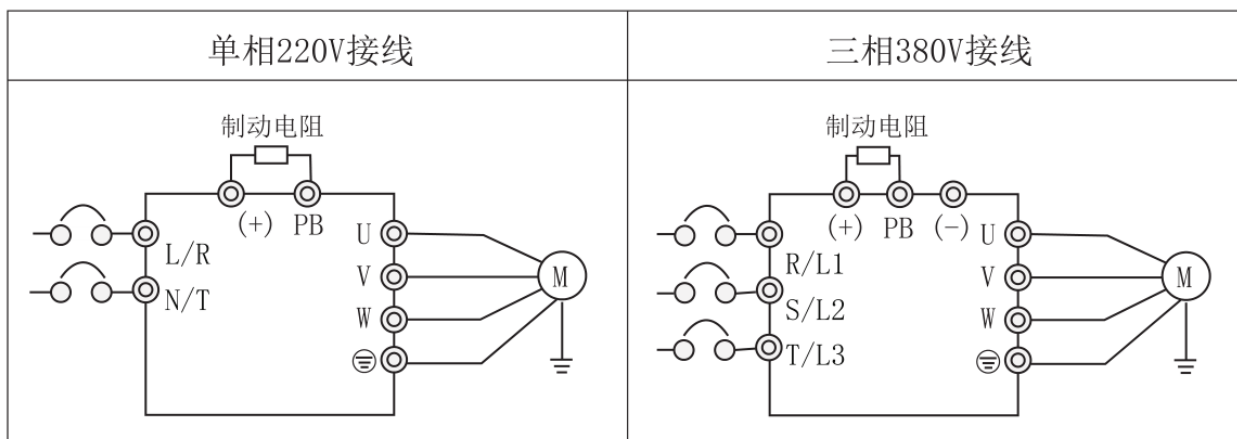 单相220V接线
制动电阻
(+) PB
L/R
N/T
U
V
W
M
三相380V接线
制动电阻
(+) PB (-)
R/L1
S/L2
T/L3
U
V
W
M